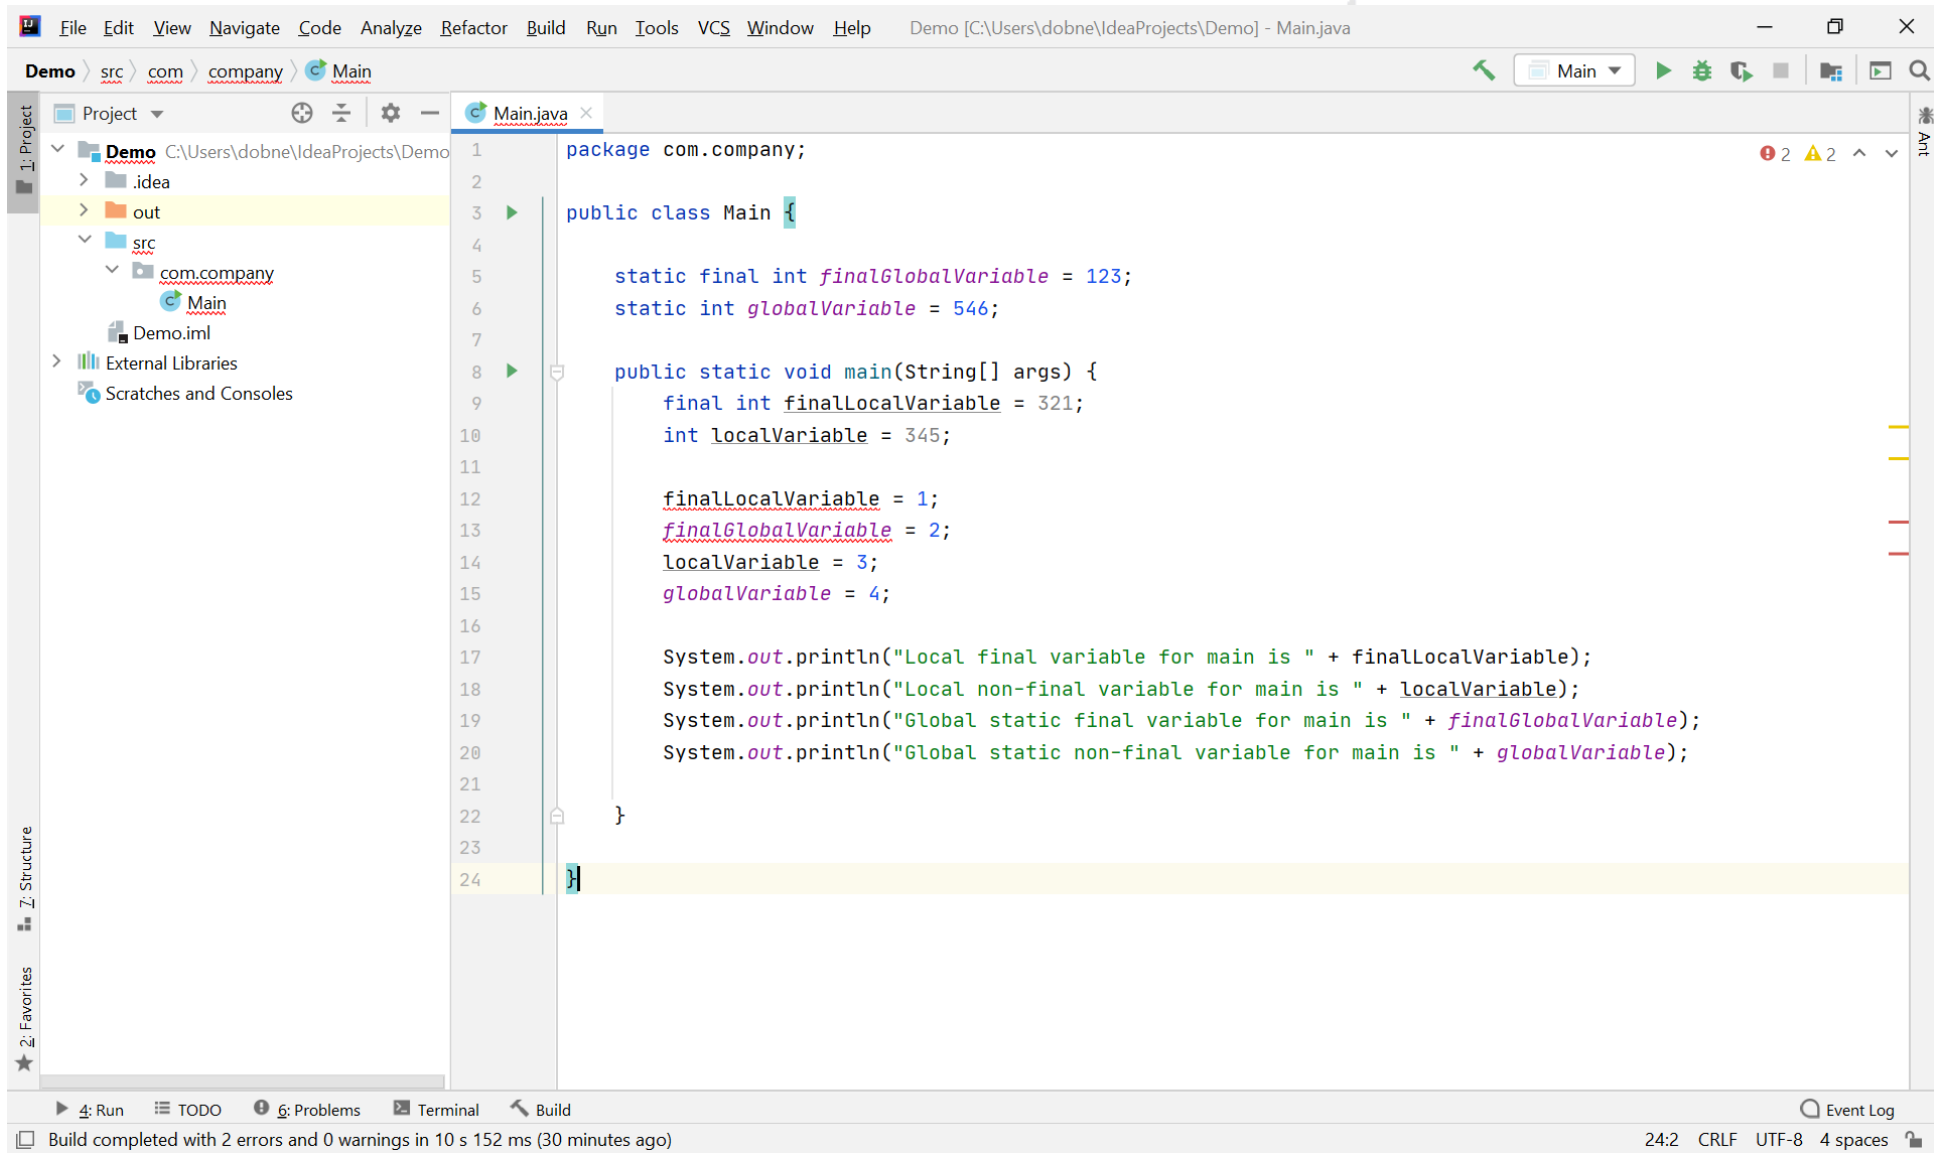 File Edit View Navigate Code Analyze Refactor Build Run Tools VCS Window Help Demo [C:\Users\dobne\IdeaProjects\Demo] - Main.java
Demo src com company Main
Main
Project
Main.java
1: Project
Ant
Demo C:\Users\dobne\IdeaProjects\Demo
.idea
out
src
com.company
Main
Demo.iml
External Libraries
Scratches and Consoles
2 2
1 package com.company;
2
3 public class Main {
4
5     static final int finalGlobalVariable = 123;
6     static int globalVariable = 546;
7
8     public static void main(String[] args) {
9         final int finalLocalVariable = 321;
10         int localVariable = 345;
11
12         finalLocalVariable = 1;
13         finalGlobalVariable = 2;
14         localVariable = 3;
15         globalVariable = 4;
16
17         System.out.println("Local final variable for main is " + finalLocalVariable);
18         System.out.println("Local non-final variable for main is " + localVariable);
19         System.out.println("Global static final variable for main is " + finalGlobalVariable);
20         System.out.println("Global static non-final variable for main is " + globalVariable);
21
22     }
23
24 }
7: Structure
2: Favorites
4: Run TODO 6: Problems Terminal Build Event Log
Build completed with 2 errors and 0 warnings in 10 s 152 ms (30 minutes ago) 24:2 CRLF UTF-8 4 spaces